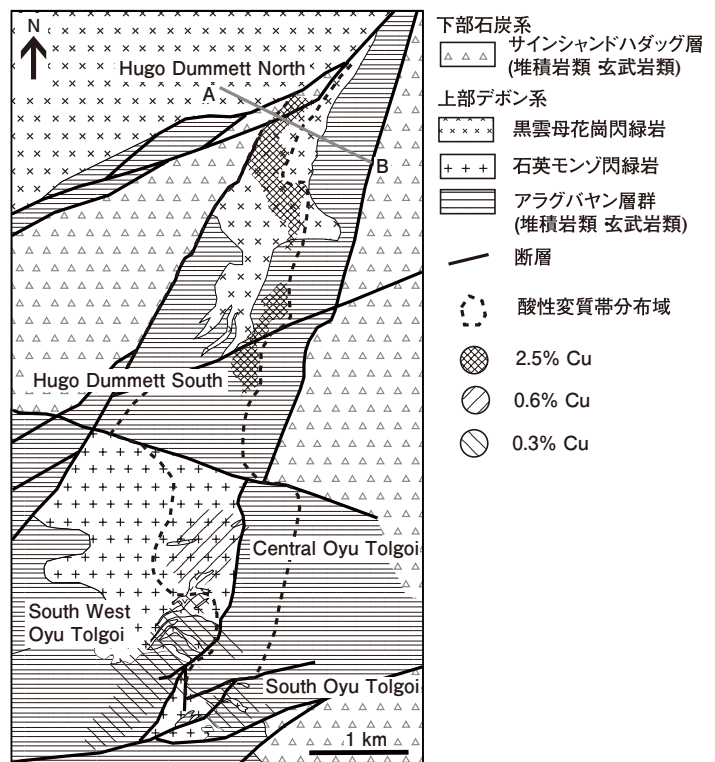 N
Hugo Dummett North
A
B
Hugo Dummett South
Central Oyu Tolgoi
South West
Oyu Tolgoi
South Oyu Tolgoi
1 km
下部石炭系
サインシャンドハダッグ層
(堆積岩類 玄武岩類)
上部デボン系
黒雲母花崗閃緑岩
石英モンゾ閃緑岩
アラグバヤン層群
(堆積岩類 玄武岩類)
断層
酸性変質帯分布域
2.5% Cu
0.6% Cu
0.3% Cu